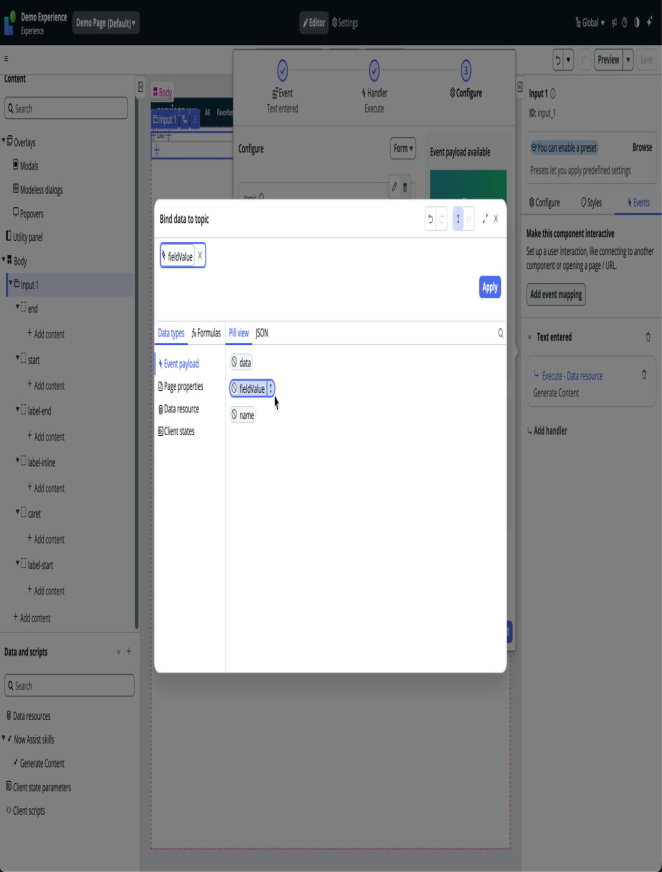 Demo Experience
Experience
Demo Page (Default)
Editor
Settings
Global
Content
Search
Overlays
Modals
Modeless dialogs
Popovers
Utility panel
Body
Input 1
end
Add content
start
Add content
label-end
Add content
label-inline
Add content
caret
Add content
label-start
Add content
Add content
Data and scripts
Search
Data resources
Now Assist skills
Generate Content
Client state parameters
Client scripts
Body
Input 1
All
Favorites
Event
Text entered
Handler
Execute
3
Configure
Configure
Form
Event payload available
Bind data to topic
fieldValue X
Apply
Data types
Formulas
Pill view
JSON
Event payload
Page properties
Data resource
Client states
data
fieldValue
name
Preview
Save
Input 1
ID: input_1
You can enable a preset
Browse
Presets let you apply predefined settings
Configure
Styles
Events
Make this component interactive
Set up a user interaction, like connecting to another
component or opening a page / URL.
Add event mapping
Text entered
Execute - Data resource
Generate Content
Add handler